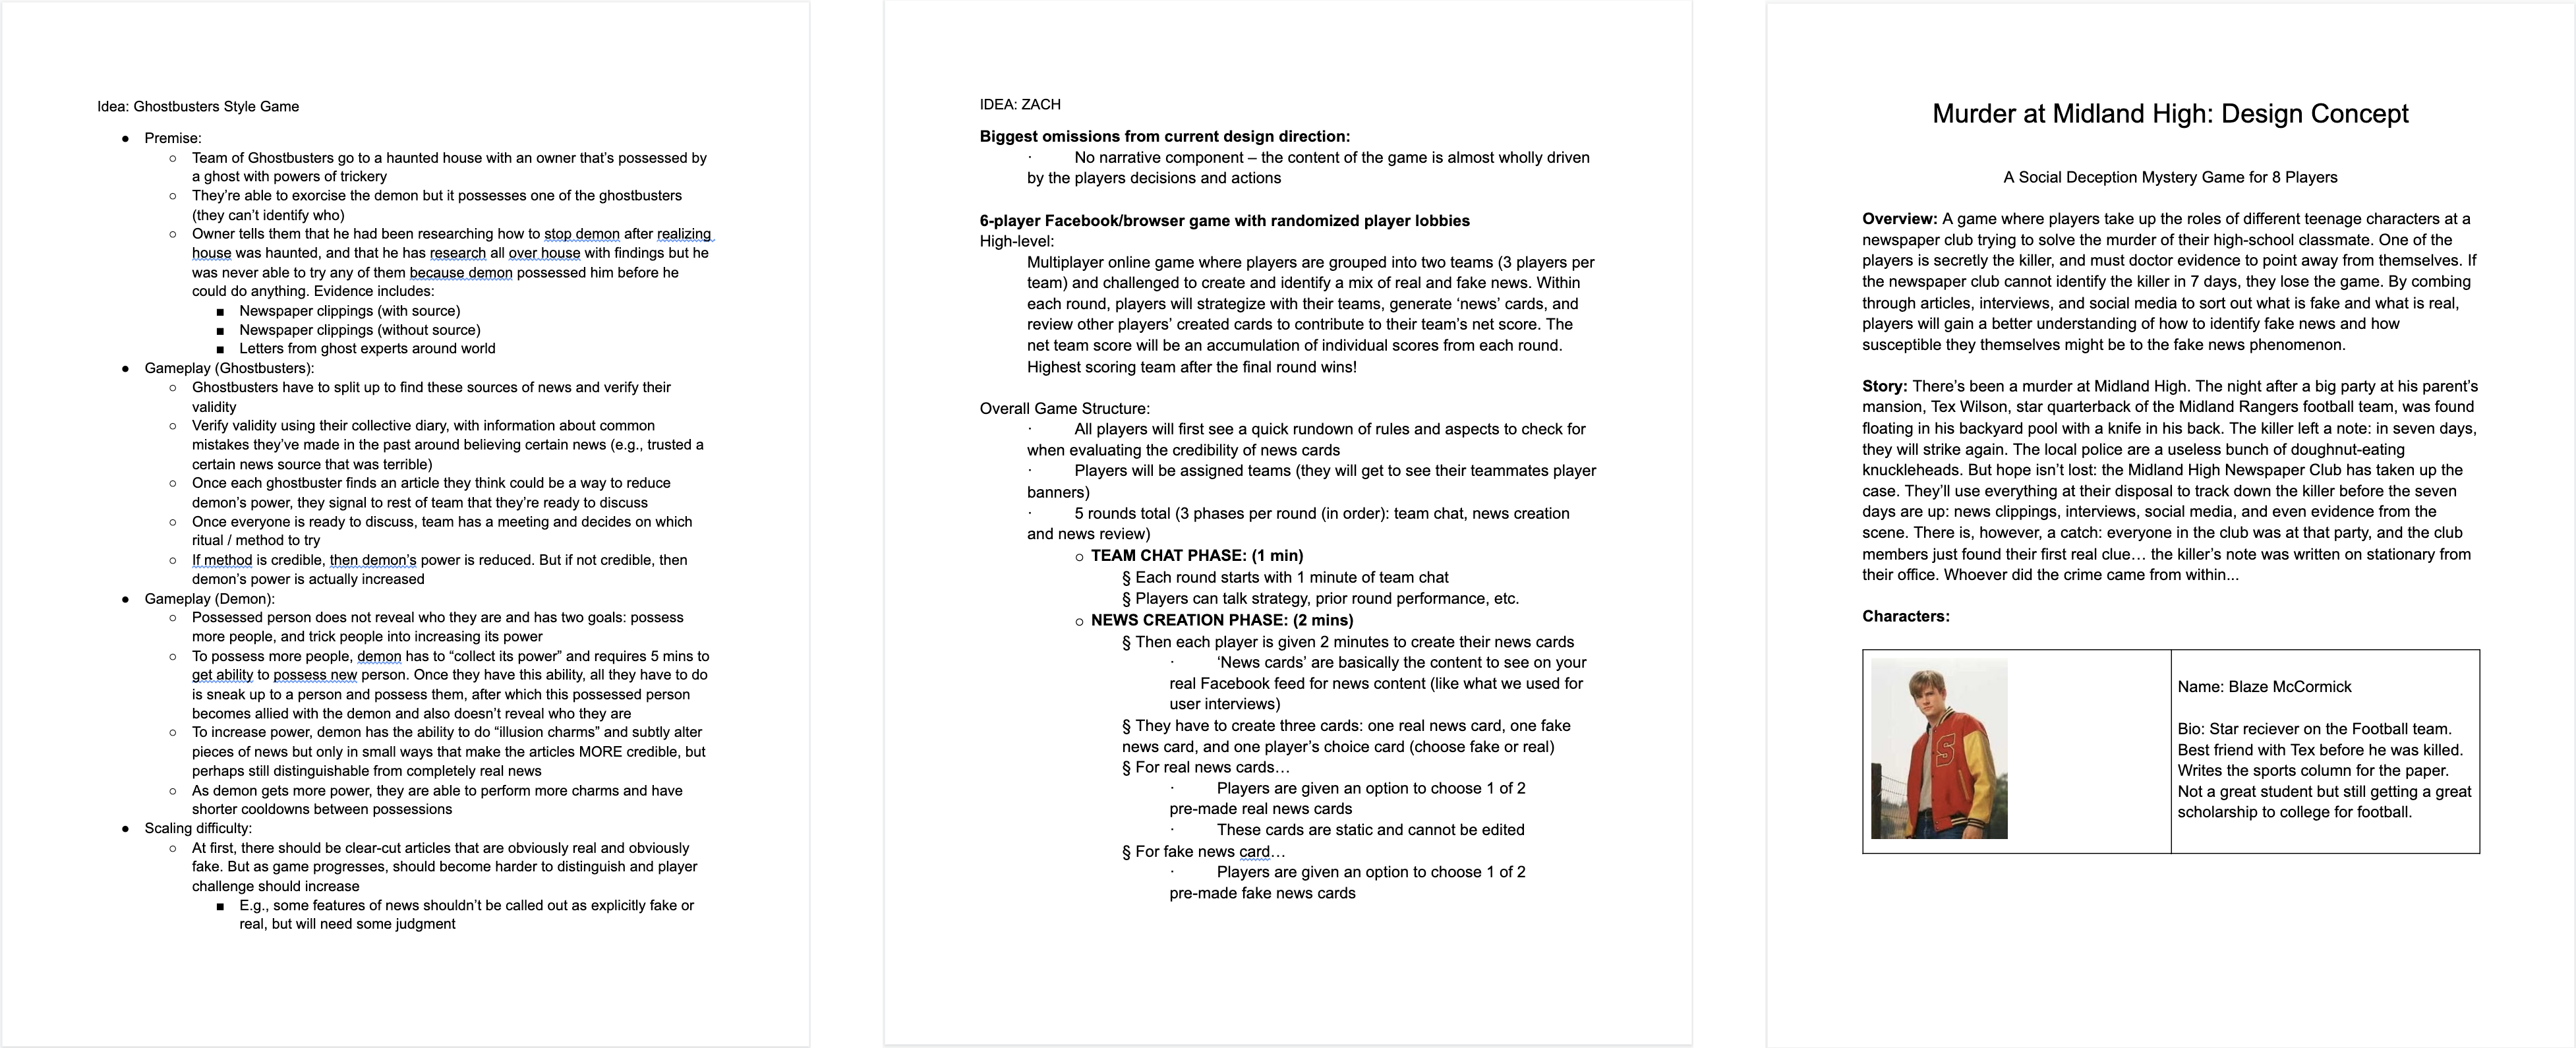 Idea: Ghostbusters Style Game
● Premise:
○ Team of Ghostbusters go to a haunted house with an owner that's possessed by
a ghost with powers of trickery
○ They're able to exorcise the demon but it possesses one of the ghostbusters
(they can't identify who)
○ Owner tells them that he had been researching how to stop demon after realizing
house was haunted, and that he has research all over house with findings but he
was never able to try any of them because demon possessed him before he
could do anything. Evidence includes:
■ Newspaper clippings (with source)
■ Newspaper clippings (without source)
■ Letters from ghost experts around world
● Gameplay (Ghostbusters):
○ Ghostbusters have to split up to find these sources of news and verify their
validity
○ Verify validity using their collective diary, with information about common
mistakes they've made in the past around believing certain news (e.g., trusted a
certain news source that was terrible)
○ Once each ghostbuster finds an article they think could be a way to reduce
demon's power, they signal to rest of team that they're ready to discuss
○ Once everyone is ready to discuss, team has a meeting and decides on which
ritual / method to try
○ If method is credible, then demon's power is reduced. But if not credible, then
demon's power is actually increased
● Gameplay (Demon):
○ Possessed person does not reveal who they are and has two goals: possess
more people, and trick people into increasing its power
○ To possess more people, demon has to “collect its power” and requires 5 mins to
get ability to possess new person. Once they have this ability, all they have to do
is sneak up to a person and possess them, after which this possessed person
becomes allied with the demon and also doesn't reveal who they are
○ To increase power, demon has the ability to do “illusion charms” and subtly alter
pieces of news but only in small ways that make the articles MORE credible, but
perhaps still distinguishable from completely real news
○ As demon gets more power, they are able to perform more charms and have
shorter cooldowns between possessions
● Scaling difficulty:
○ At first, there should be clear-cut articles that are obviously real and obviously
fake. But as game progresses, should become harder to distinguish and player
challenge should increase
■ E.g., some features of news shouldn't be called out as explicitly fake or
real, but will need some judgment
IDEA: ZACH
Biggest omissions from current design direction:
· No narrative component – the content of the game is almost wholly driven
by the players decisions and actions
6-player Facebook/browser game with randomized player lobbies
High-level:
Multiplayer online game where players are grouped into two teams (3 players per
team) and challenged to create and identify a mix of real and fake news. Within
each round, players will strategize with their teams, generate ‘news’ cards, and
review other players’ created cards to contribute to their team’s net score. The
net team score will be an accumulation of individual scores from each round.
Highest scoring team after the final round wins!
Overall Game Structure:
· All players will first see a quick rundown of rules and aspects to check for
when evaluating the credibility of news cards
· Players will be assigned teams (they will get to see their teammates player
banners)
· 5 rounds total (3 phases per round (in order): team chat, news creation
and news review)
○ TEAM CHAT PHASE: (1 min)
§ Each round starts with 1 minute of team chat
§ Players can talk strategy, prior round performance, etc.
○ NEWS CREATION PHASE: (2 mins)
§ Then each player is given 2 minutes to create their news cards
· ‘News cards’ are basically the content to see on your
real Facebook feed for news content (like what we used for
user interviews)
§ They have to create three cards: one real news card, one fake
news card, and one player’s choice card (choose fake or real)
§ For real news cards…
· Players are given an option to choose 1 of 2
pre-made real news cards
· These cards are static and cannot be edited
§ For fake news card…
· Players are given an option to choose 1 of 2
pre-made fake news cards
Murder at Midland High: Design Concept
A Social Deception Mystery Game for 8 Players
Overview: A game where players take up the roles of different teenage characters at a
newspaper club trying to solve the murder of their high-school classmate. One of the
players is secretly the killer, and must doctor evidence to point away from themselves. If
the newspaper club cannot identify the killer in 7 days, they lose the game. By combing
through articles, interviews, and social media to sort out what is fake and what is real,
players will gain a better understanding of how to identify fake news and how
susceptible they themselves might be to the fake news phenomenon.
Story: There's been a murder at Midland High. The night after a big party at his parent's
mansion, Tex Wilson, star quarterback of the Midland Rangers football team, was found
floating in his backyard pool with a knife in his back. The killer left a note: in seven days,
they will strike again. The local police are a useless bunch of doughnut-eating
knuckleheads. But hope isn't lost: the Midland High Newspaper Club has taken up the
case. They'll use everything at their disposal to track down the killer before the seven
days are up: news clippings, interviews, social media, and even evidence from the
scene. There is, however, a catch: everyone in the club was at that party, and the club
members just found their first real clue… the killer's note was written on stationary from
their office. Whoever did the crime came from within...
Characters:
S
Name: Blaze McCormick
Bio: Star reciever on the Football team.
Best friend with Tex before he was killed.
Writes the sports column for the paper.
Not a great student but still getting a great
scholarship to college for football.